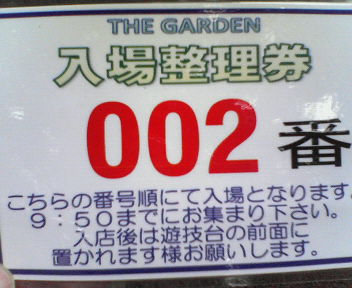 THE GARDEN
入場整理券
002番
こちらの番号順にて入場となります。
9：50までにお集まり下さい。
入店後は遊技台の前面に
置かれます様お願いします。